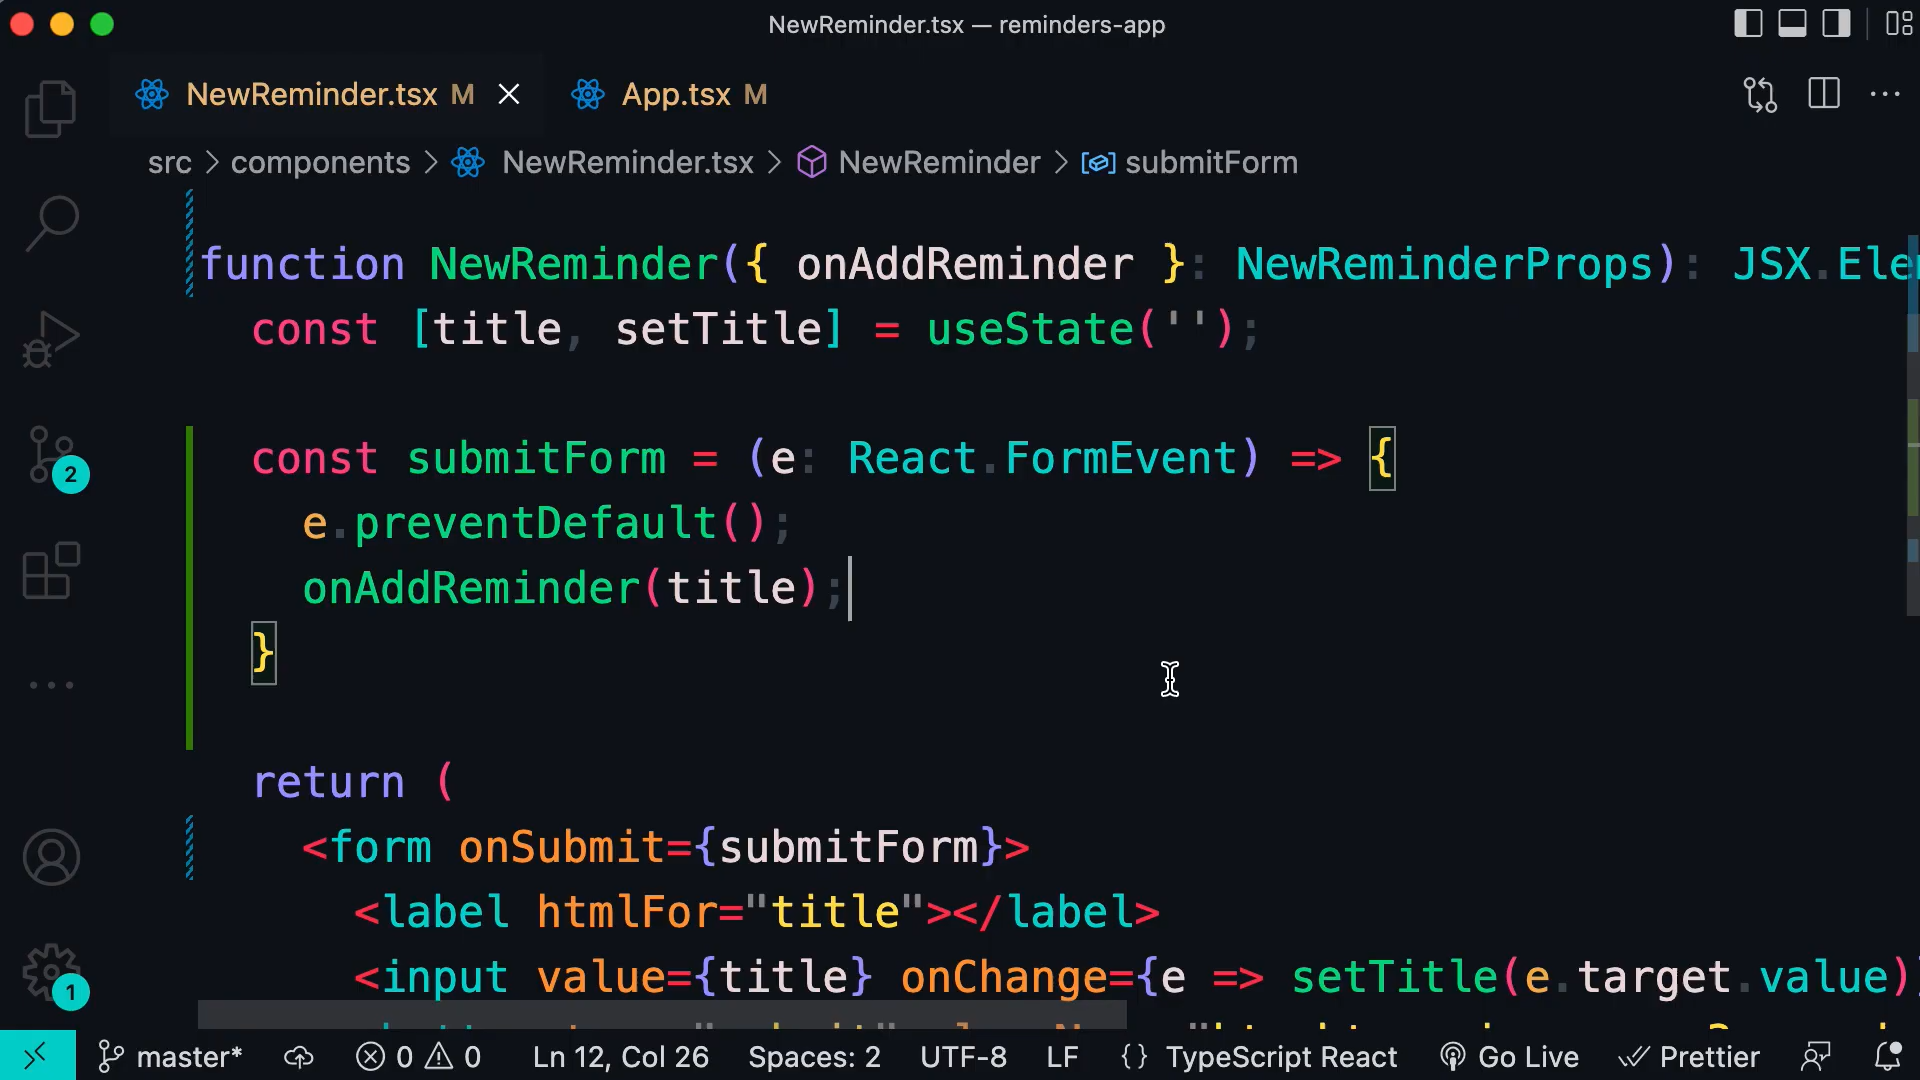 NewReminder.tsx — reminders-app
NewReminder.tsx M
App.tsx M
src > components > NewReminder.tsx > NewReminder > submitForm
function NewReminder({ onAddReminder }: NewReminderProps): JSX.Ele
const [title, setTitle] = useState('');
const submitForm = (e: React.FormEvent) => {
e.preventDefault();
onAddReminder(title);
}
return (
<form onSubmit={submitForm}>
<label htmlFor="title"></label>
<input value={title} onChange={e => setTitle(e.target.value)}
2
1
master* 0 0 Ln 12, Col 26 Spaces: 2 UTF-8 LF {} TypeScript React Go Live Prettier